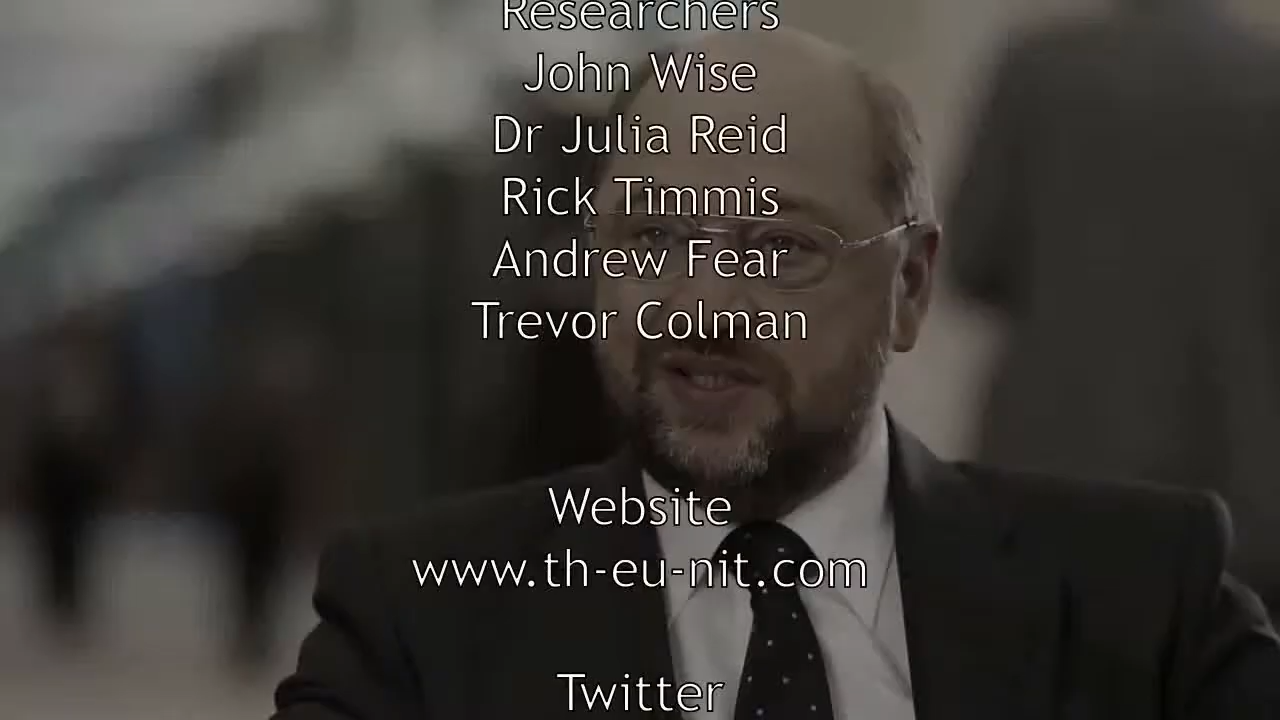 Researchers
John Wise
Dr Julia Reid
Rick Timmis
Andrew Fear
Trevor Colman
Website
www.th-eu-nit.com
Twitter